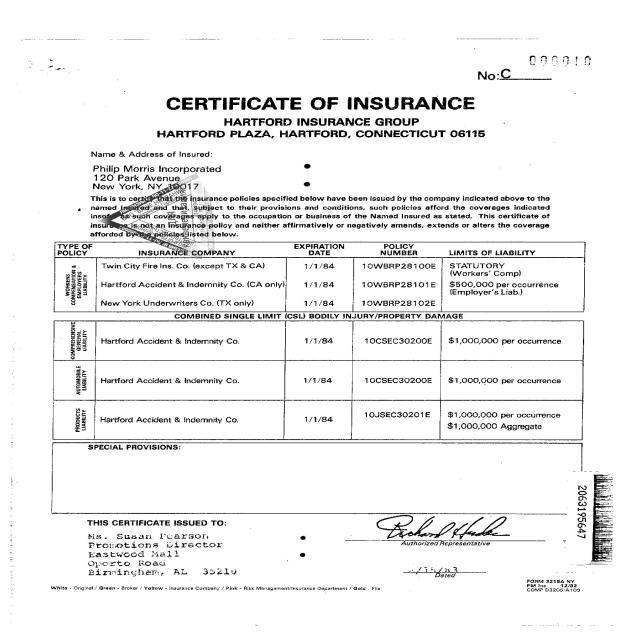 000010
No: C
CERTIFICATE OF INSURANCE
HARTFORD INSURANCE GROUP
HARTFORD PLAZA, HARTFORD, CONNECTICUT 06115
Name & Address of Insured:
Philip Morris Incorporated
120 Park Avenue
New York, NY 10017
This is to certify that the insurance policies specified below have been issued by the company indicated above to the
named insured and that, subject to their provisions and conditions, such policies afford the coverages indicated
insofar as such coverages apply to the occupation or business of the Named Insured as stated. This certificate of
insurance is not an insurance policy and neither affirmatively or negatively amends, extends or alters the coverage
afforded by the policies listed below.
TYPE OF POLICY INSURANCE COMPANY EXPIRATION DATE POLICY NUMBER LIMITS OF LIABILITY
WORKERS COMPENSATION & EMPLOYERS LIABILITY
Twin City Fire Ins. Co. (except TX & CA) 1/1/84 10WBRP28100E STATUTORY
(Workers' Comp)
Hartford Accident & Indemnity Co. (CA only) 1/1/84 10WBRP28101E $500,000 per occurrence
(Employer's Liab.)
New York Underwriters Co. (TX only) 1/1/84 10WBRP28102E
COMBINED SINGLE LIMIT (CSL) BODILY INJURY/PROPERTY DAMAGE
COMPREHENSIVE GENERAL LIABILITY
Hartford Accident & Indemnity Co. 1/1/84 10CSEC30200E $1,000,000 per occurrence
AUTOMOBILE LIABILITY
Hartford Accident & Indemnity Co. 1/1/84 10CSEC30200E $1,000,000 per occurrence
PRODUCTS LIABILITY
Hartford Accident & Indemnity Co. 1/1/84 10JSEC30201E $1,000,000 per occurrence
$1,000,000 Aggregate
SPECIAL PROVISIONS:
2063195647
THIS CERTIFICATE ISSUED TO:
Ms. Susan Pearson
Promotions Director
Eastwood Mall
Oporto Road
Birmingham, AL 35210
Authorized Representative
Dated
FORM 3218A NY
PM Inc 12/82
COMP D3205/A109
White - Original / Green - Broker / Yellow - Insurance Company / Pink - Risk Management/Insurance Department / Gold - File